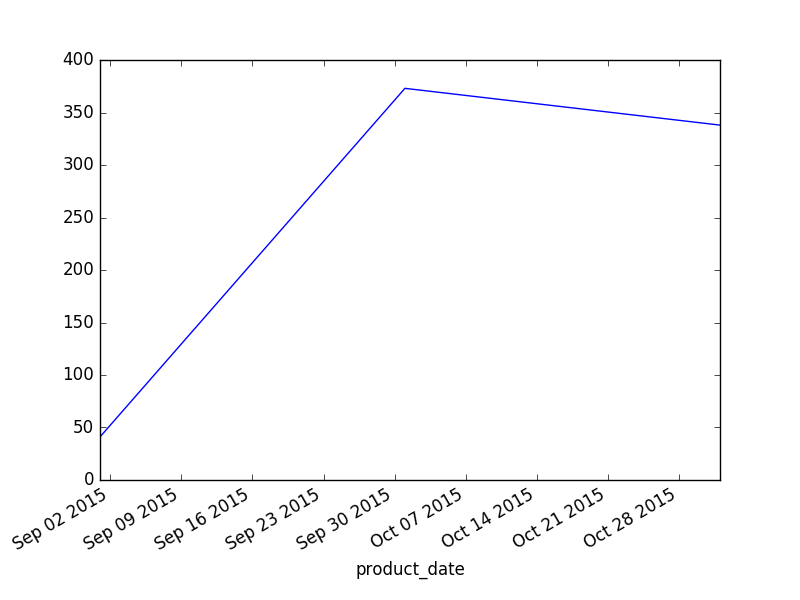 400
350
300
250
200
150
100
50
0
Sep 02 2015
Sep 09 2015
Sep 16 2015
Sep 23 2015
Sep 30 2015
Oct 07 2015
Oct 14 2015
Oct 21 2015
Oct 28 2015
product_date